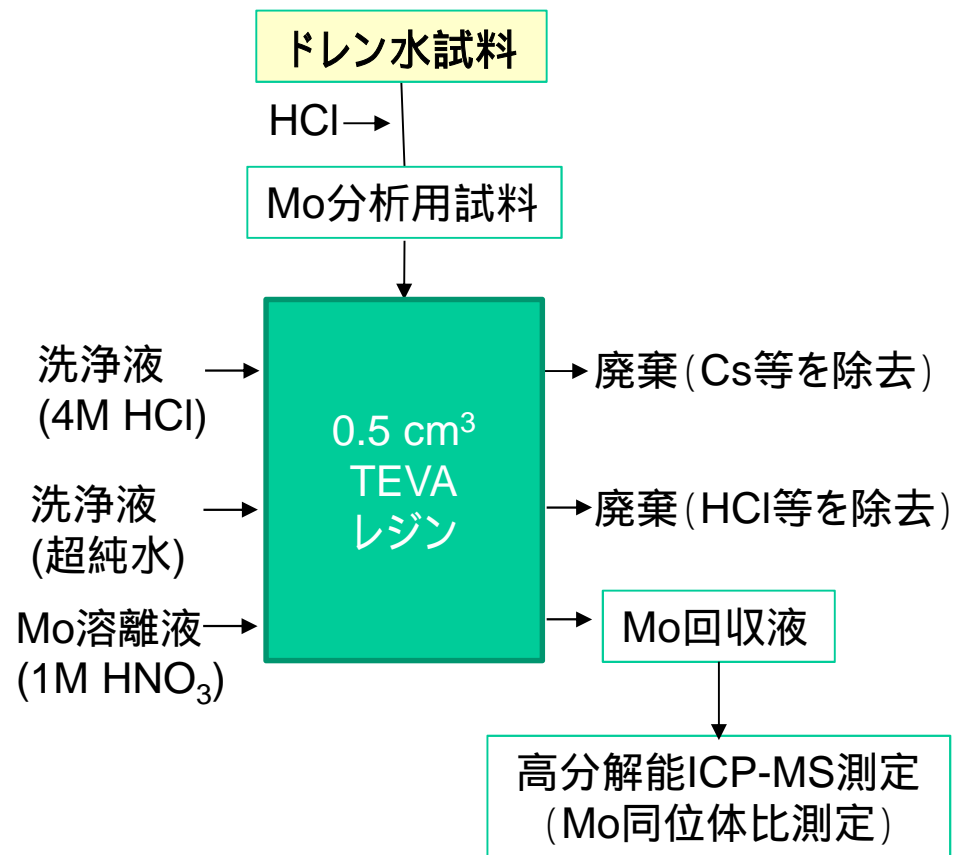 ドレン水試料
HCl
Mo分析用試料
洗浄液
(4M HCl)
廃棄(Cs等を除去)
0.5 cm³
TEVA
レジン
洗浄液
(超純水)
廃棄(HCl等を除去)
Mo溶離液
(1M HNO₃)
Mo回収液
高分解能ICP-MS測定
(Mo同位体比測定)